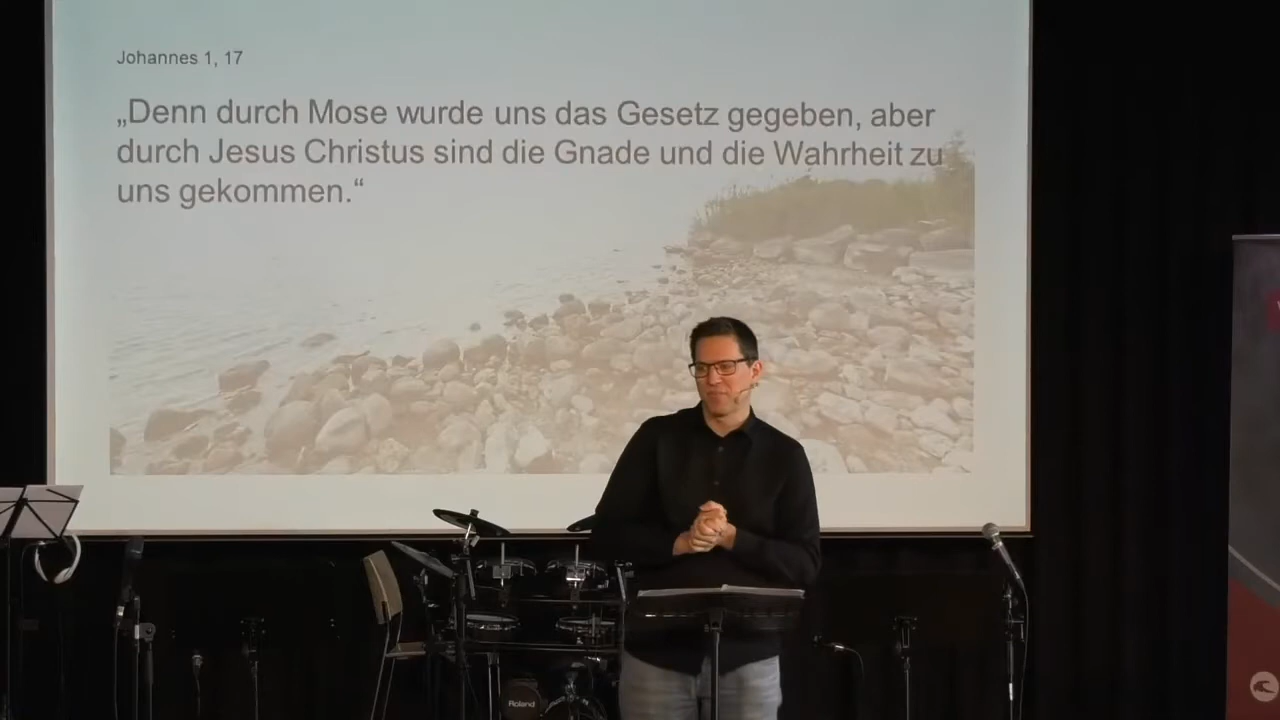 Johannes 1, 17
„Denn durch Mose wurde uns das Gesetz gegeben, aber
durch Jesus Christus sind die Gnade und die Wahrheit zu
uns gekommen.“
Roland